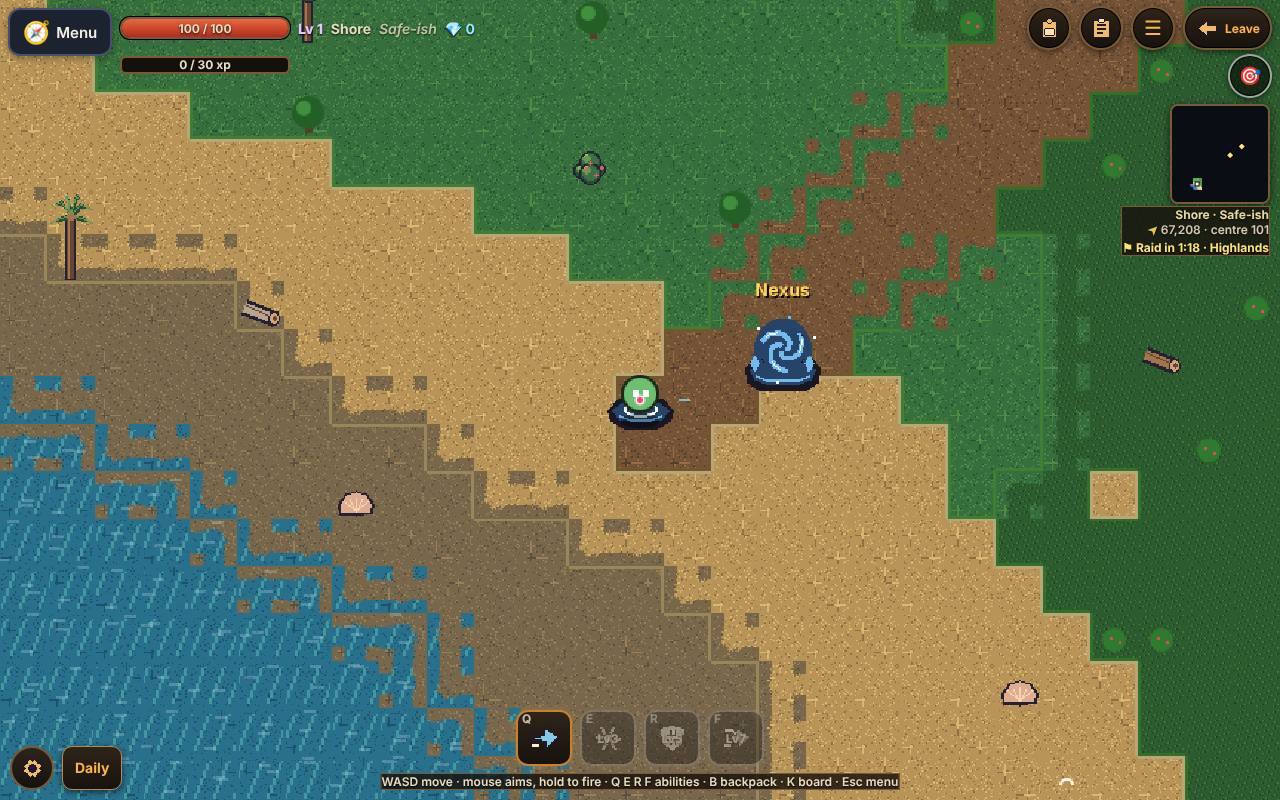 Menu
100 / 100
Lv 1 Shore Safe-ish 0
0 / 30 xp
Leave
Shore · Safe-ish
67,208 · centre 101
Raid in 1:18 · Highlands
Nexus
Q
E
R
F
Lv3
Lv7
Daily
WASD move · mouse aims, hold to fire · Q E R F abilities · B backpack · K board · Esc menu